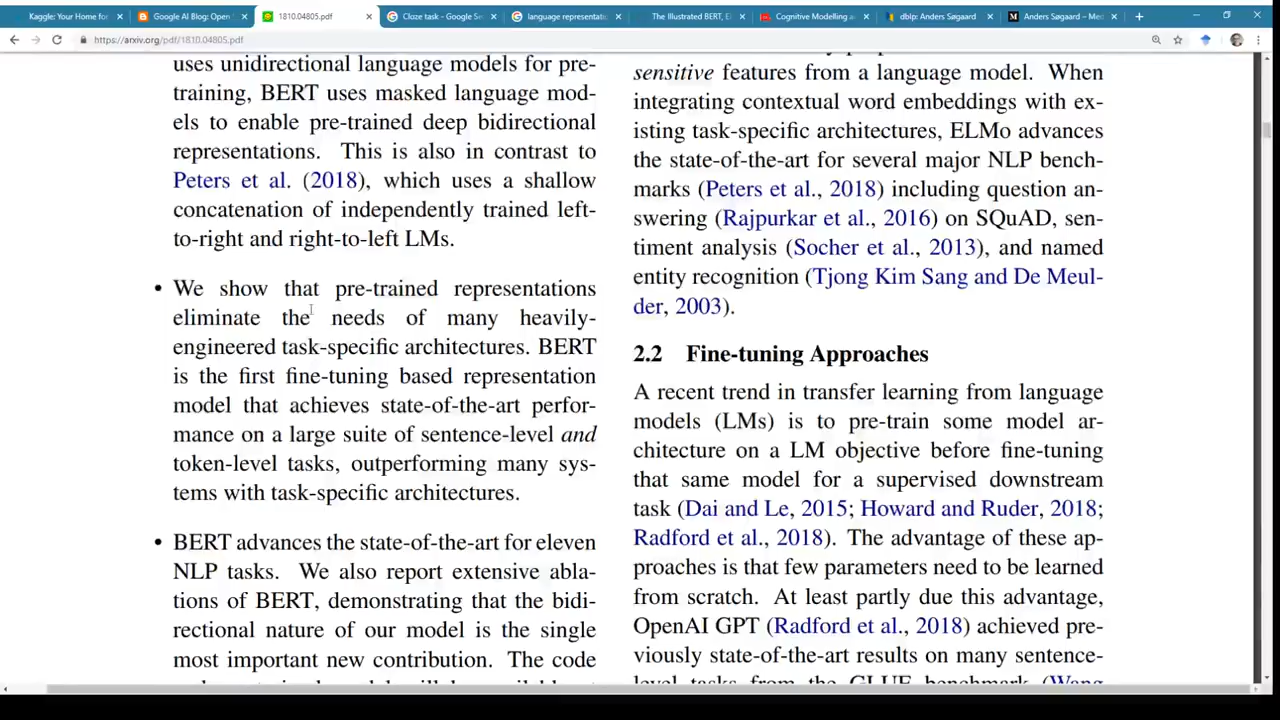 Kaggle: Your Home for
Google AI Blog: Open S
1810.04805.pdf
Cloze task - Google Se
language representatio
The Illustrated BERT, E
Cognitive Modelling a
dblp: Anders Søgaard
Anders Søgaard – Me
https://arxiv.org/pdf/1810.04805.pdf
uses unidirectional language models for pre-
training, BERT uses masked language mod-
els to enable pre-trained deep bidirectional
representations. This is also in contrast to
Peters et al. (2018), which uses a shallow
concatenation of independently trained left-
to-right and right-to-left LMs.
• We show that pre-trained representations
eliminate the needs of many heavily-
engineered task-specific architectures. BERT
is the first fine-tuning based representation
model that achieves state-of-the-art perfor-
mance on a large suite of sentence-level and
token-level tasks, outperforming many sys-
tems with task-specific architectures.
• BERT advances the state-of-the-art for eleven
NLP tasks. We also report extensive abla-
tions of BERT, demonstrating that the bidi-
rectional nature of our model is the single
most important new contribution. The code
sensitive features from a language model. When
integrating contextual word embeddings with ex-
isting task-specific architectures, ELMo advances
the state-of-the-art for several major NLP bench-
marks (Peters et al., 2018) including question an-
swering (Rajpurkar et al., 2016) on SQuAD, sen-
timent analysis (Socher et al., 2013), and named
entity recognition (Tjong Kim Sang and De Meul-
der, 2003).
2.2 Fine-tuning Approaches
A recent trend in transfer learning from language
models (LMs) is to pre-train some model ar-
chitecture on a LM objective before fine-tuning
that same model for a supervised downstream
task (Dai and Le, 2015; Howard and Ruder, 2018;
Radford et al., 2018). The advantage of these ap-
proaches is that few parameters need to be learned
from scratch. At least partly due this advantage,
OpenAI GPT (Radford et al., 2018) achieved pre-
viously state-of-the-art results on many sentence-
level tasks from the GLUE benchmark (Wang